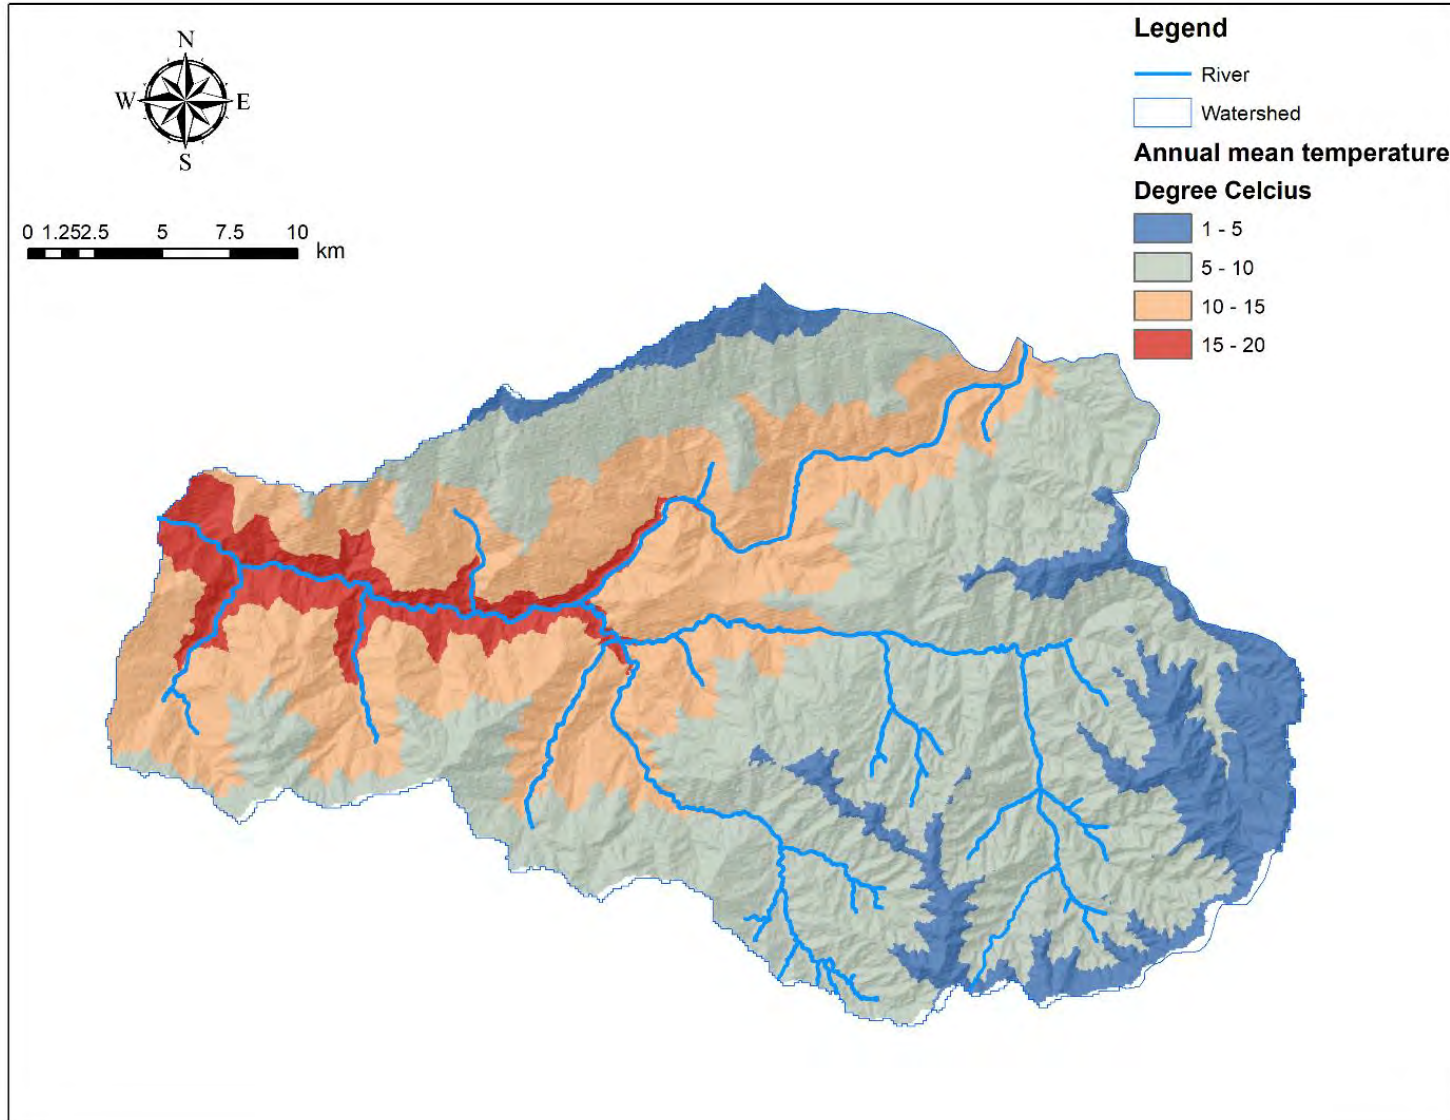 N
W E
S
0 1.252.5 5 7.5 10
km
Legend
River
Watershed
Annual mean temperature
Degree Celcius
1 - 5
5 - 10
10 - 15
15 - 20